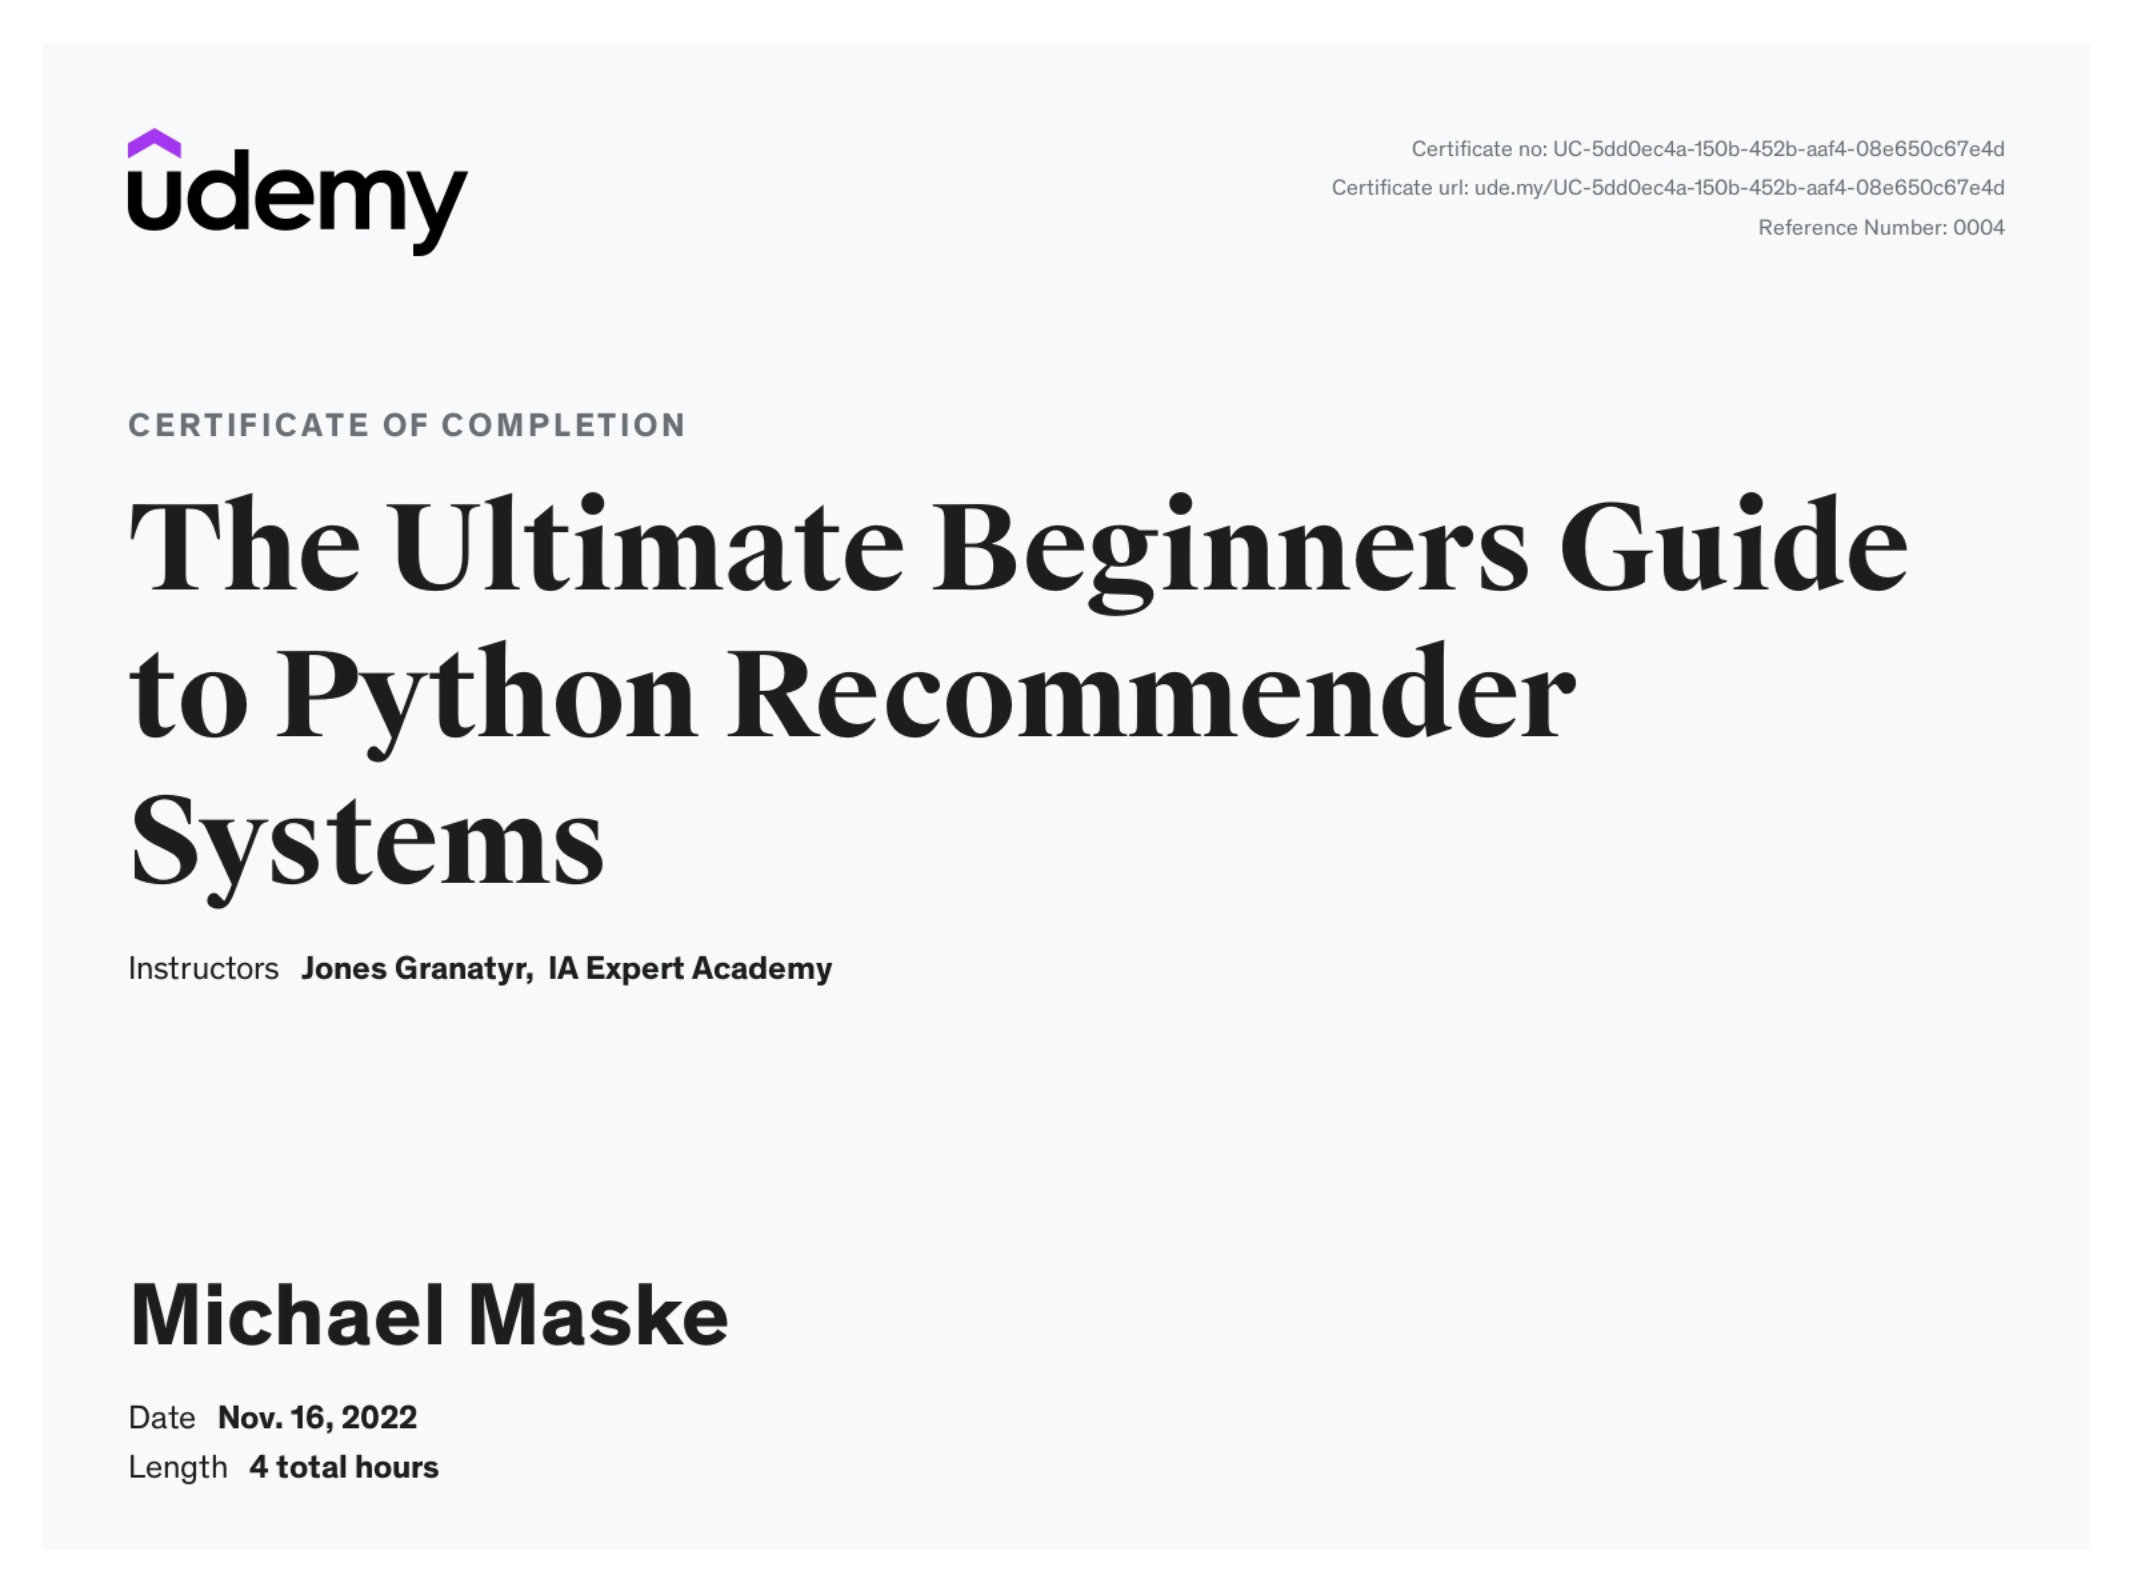 udemy
Certificate no: UC-5dd0ec4a-150b-452b-aaf4-08e650c67e4d
Certificate url: ude.my/UC-5dd0ec4a-150b-452b-aaf4-08e650c67e4d
Reference Number: 0004
CERTIFICATE OF COMPLETION
The Ultimate Beginners Guide
to Python Recommender
Systems
Instructors Jones Granatyr, IA Expert Academy
Michael Maske
Date Nov. 16, 2022
Length 4 total hours